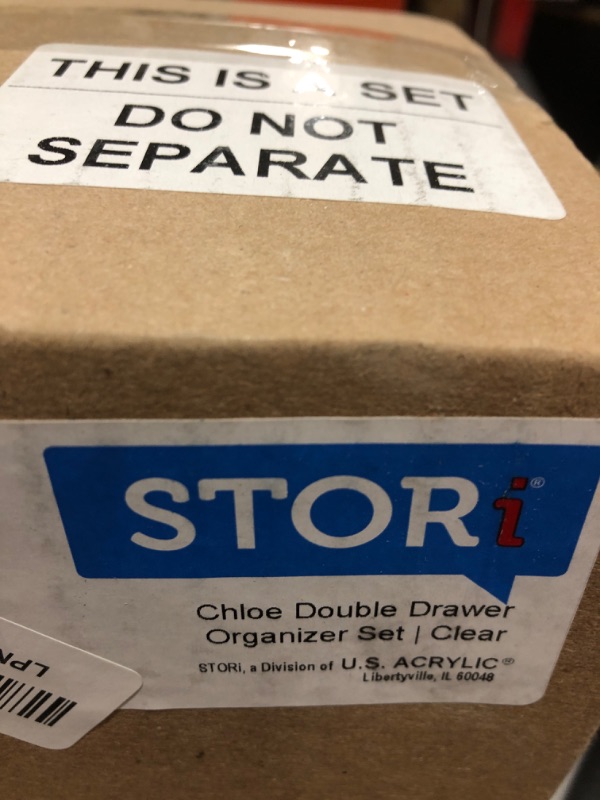 THIS IS SET
DO NOT
SEPARATE
STORi®
Chloe Double Drawer
Organizer Set | Clear
STORi, a Division of U.S. ACRYLIC®
Libertyville, IL 60048
LPN